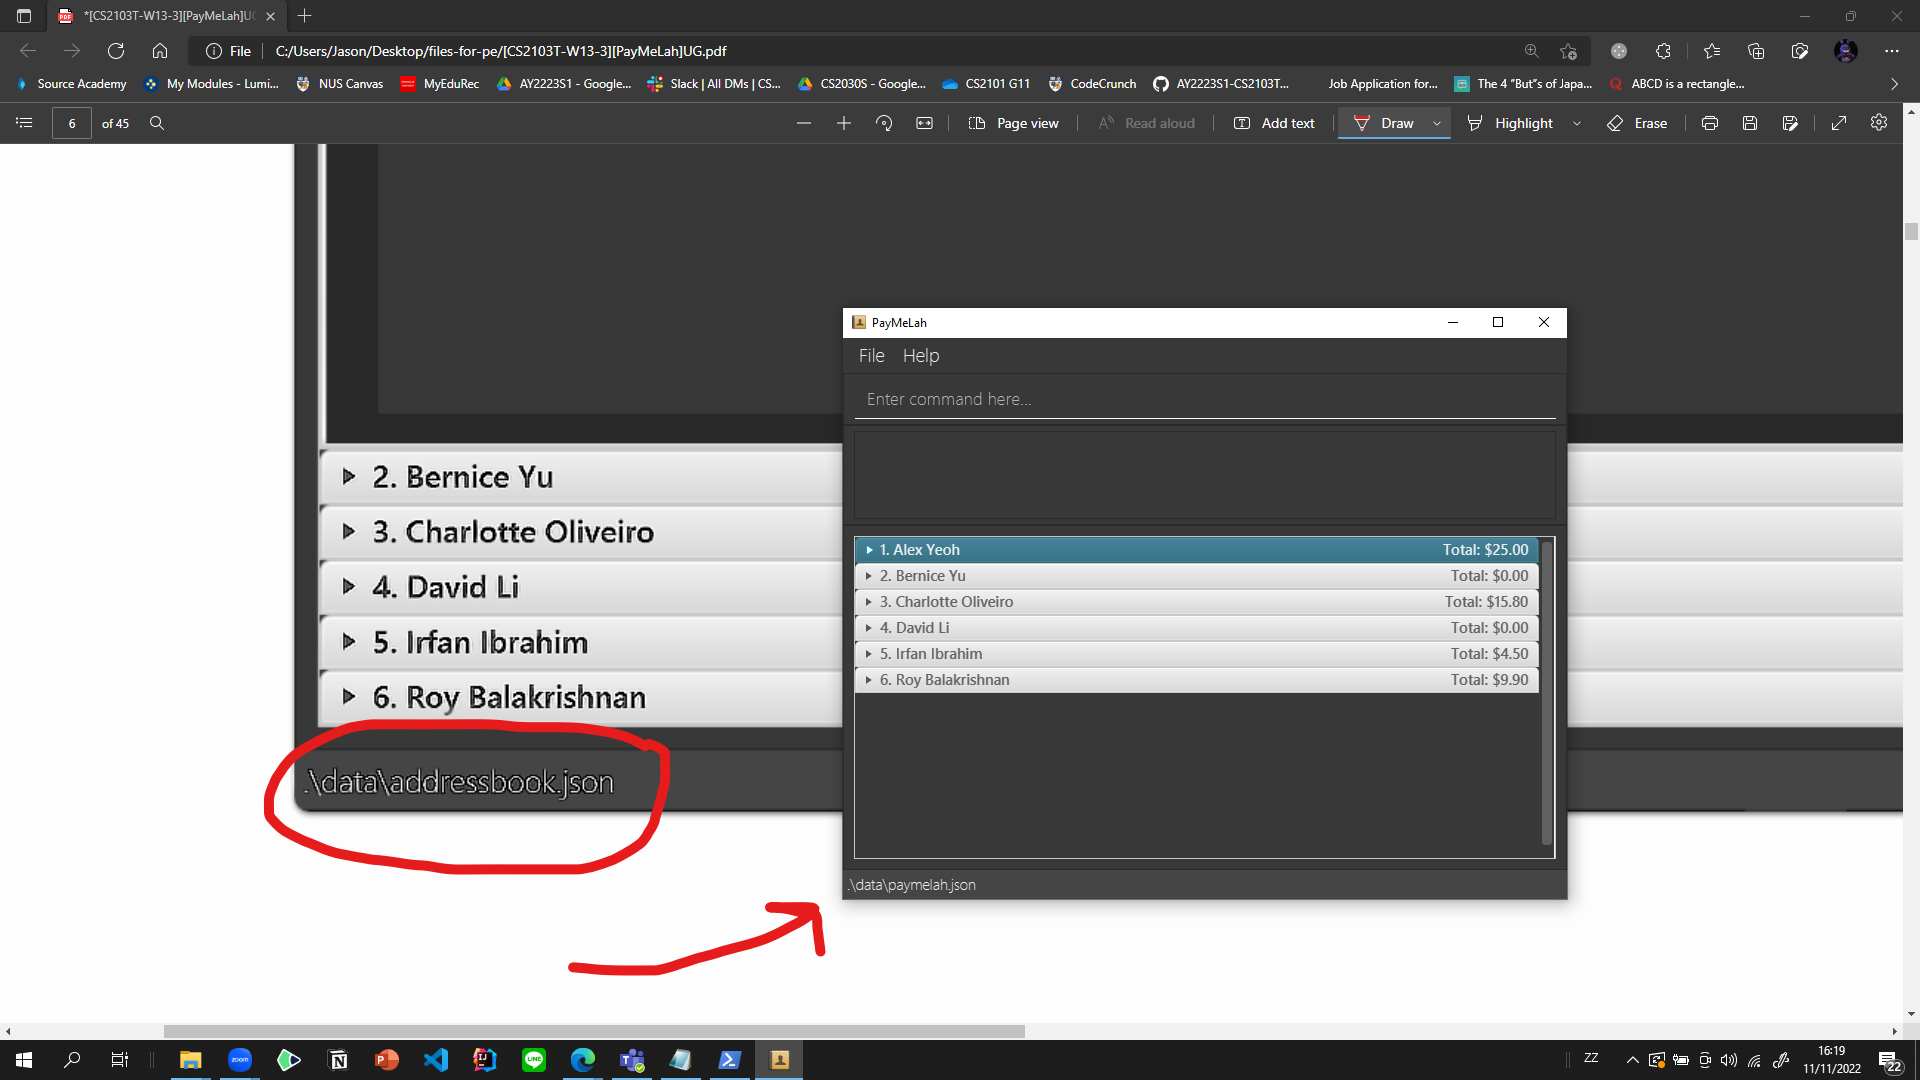 *[CS2103T-W13-3][PayMeLah]UG
File
C:/Users/Jason/Desktop/files-for-pe/[CS2103T-W13-3][PayMeLah]UG.pdf
Source Academy
My Modules - Lumi...
NUS Canvas
MyEduRec
AY2223S1 - Google...
Slack | All DMs | CS...
CS2030S - Google...
CS2101 G11
CodeCrunch
AY2223S1-CS2103T...
Job Application for...
The 4 "But"s of Japa...
ABCD is a rectangle...
6 of 45
Page view
Read aloud
Add text
Draw
Highlight
Erase
2. Bernice Yu
3. Charlotte Oliveiro
4. David Li
5. Irfan Ibrahim
6. Roy Balakrishnan
.\data\addressbook.json
PayMeLah
File Help
Enter command here...
1. Alex Yeoh Total: $25.00
2. Bernice Yu Total: $0.00
3. Charlotte Oliveiro Total: $15.80
4. David Li Total: $0.00
5. Irfan Ibrahim Total: $4.50
6. Roy Balakrishnan Total: $9.90
.\data\paymelah.json
zoom
LINE
ZZ
16:19
11/11/2022
22